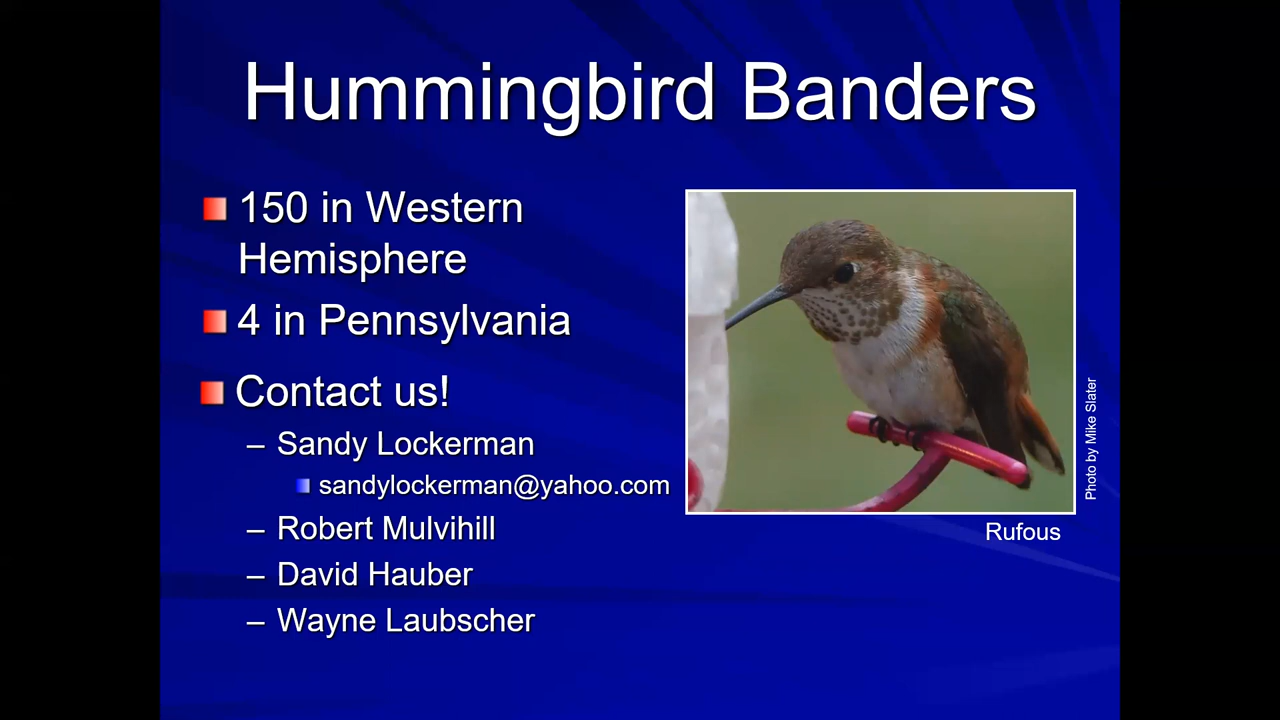 Hummingbird Banders
150 in Western
Hemisphere
4 in Pennsylvania
Contact us!
– Sandy Lockerman
sandylockerman@yahoo.com
– Robert Mulvihill
– David Hauber
– Wayne Laubscher
Photo by Mike Slater
Rufous